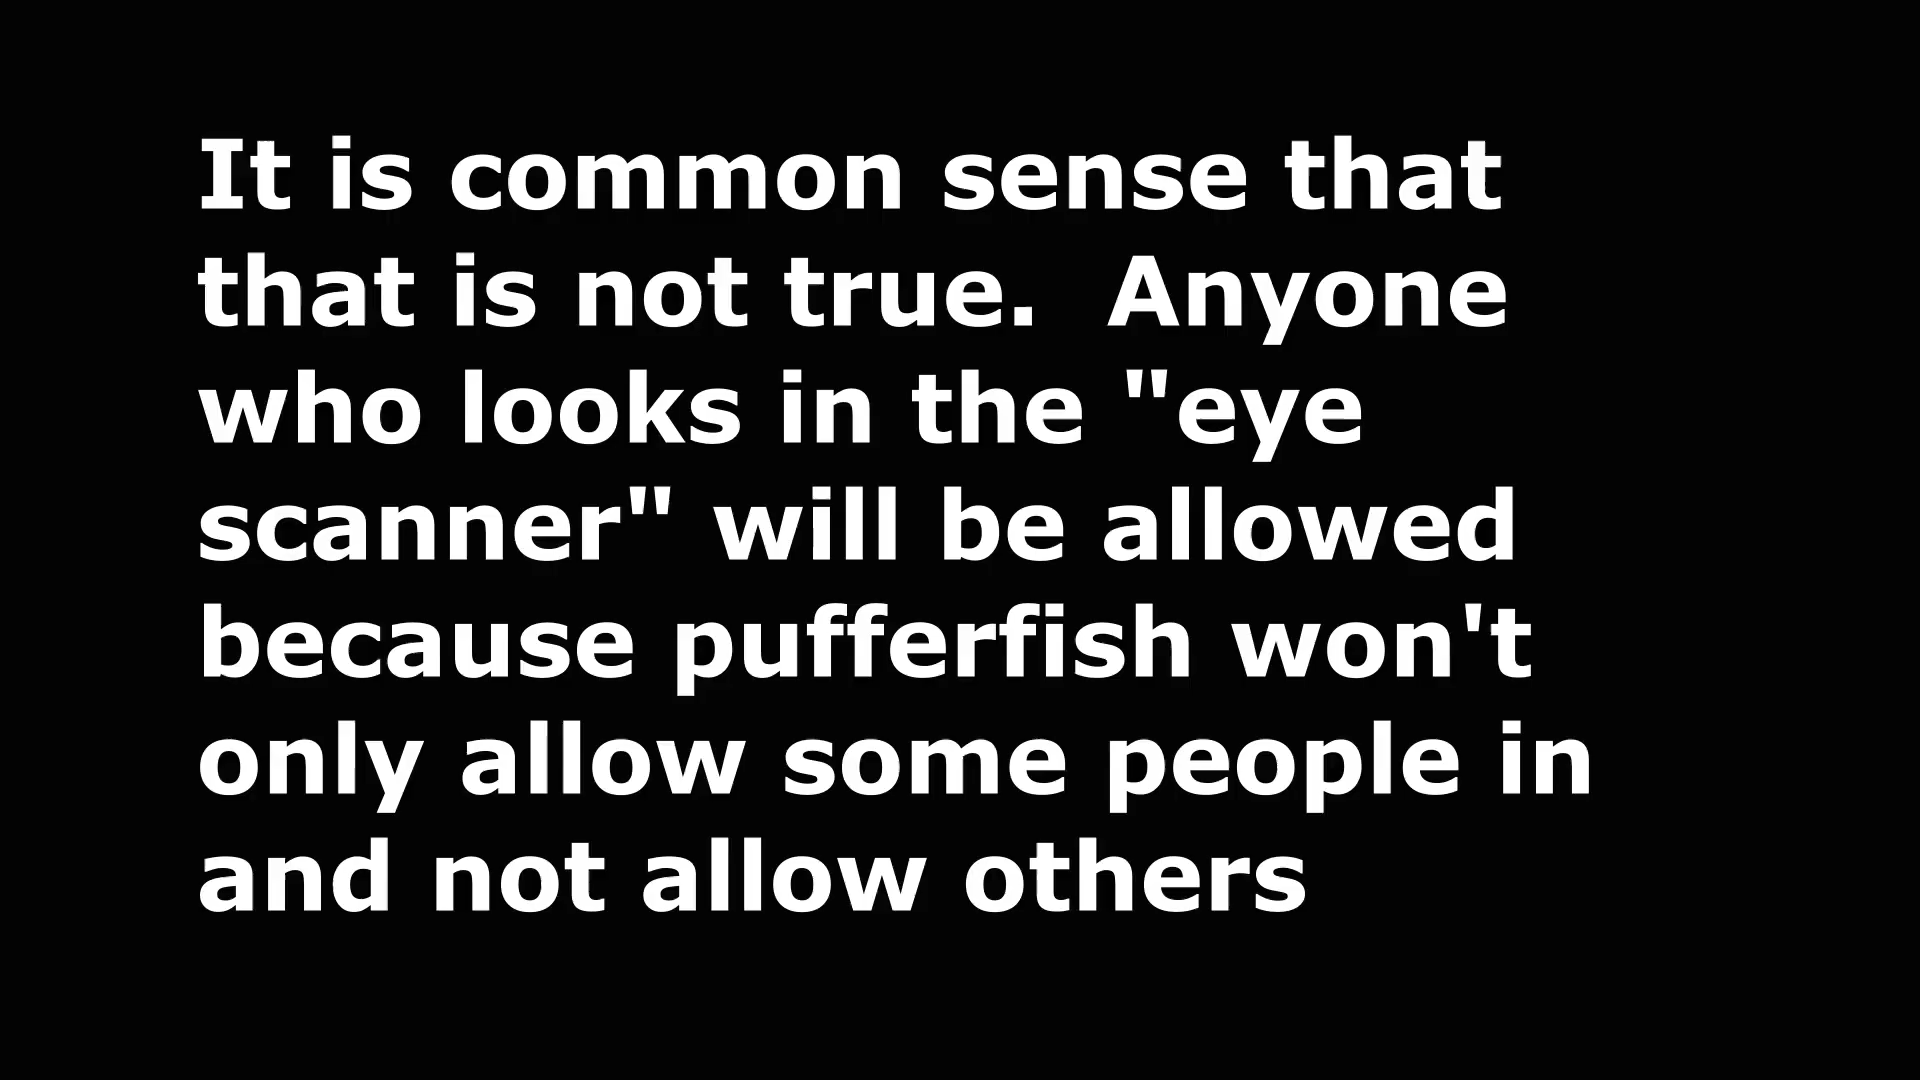 It is common sense that
that is not true.  Anyone
who looks in the "eye
scanner" will be allowed
because pufferfish won't
only allow some people in
and not allow others